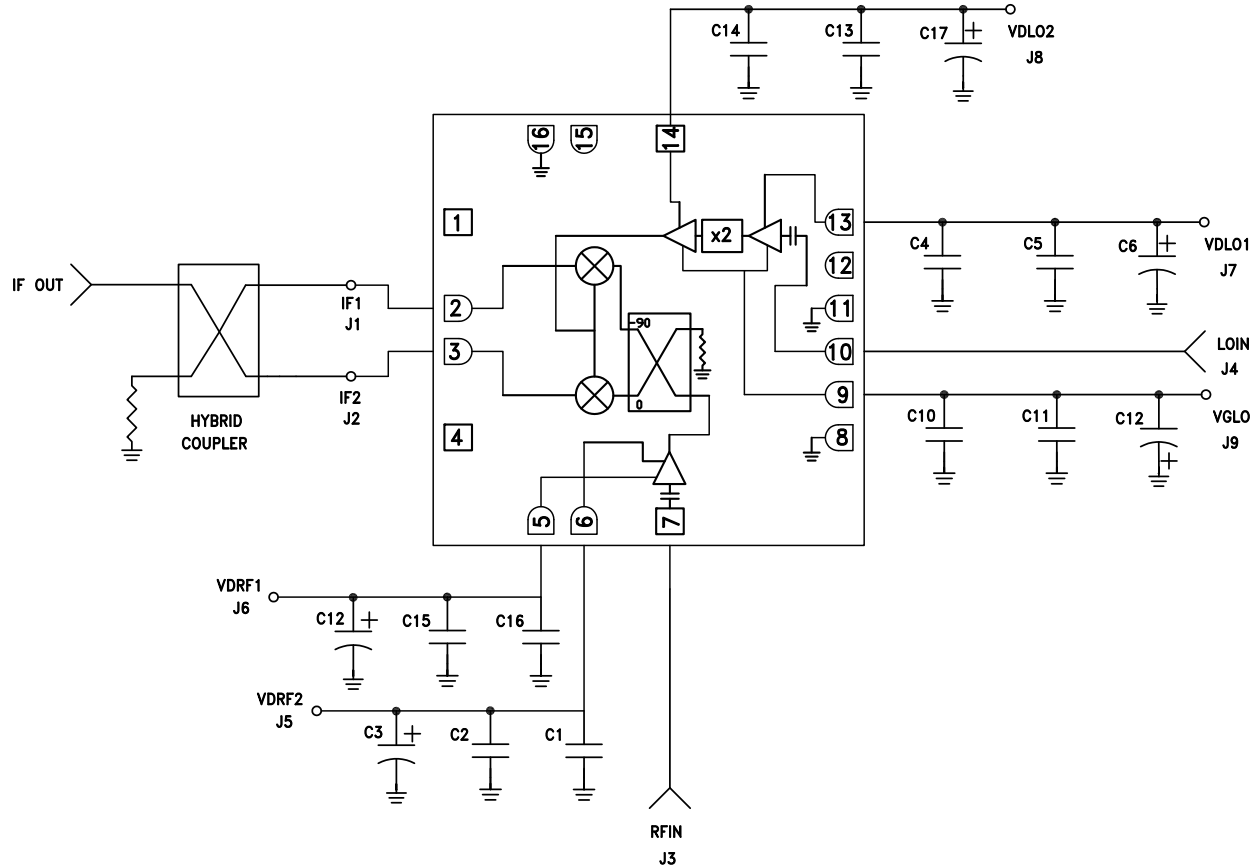 C14
C13
C17
+
VDLO2
J8
16
15
14
1
x2
13
C4
C5
C6
+
VDLO1
J7
12
IF OUT
IF1
J1
2
11
-90
3
10
LOIN
J4
HYBRID
COUPLER
IF2
J2
0
9
C10
C11
C12
+
VGLO
J9
4
8
5
6
7
VDRF1
J6
C12
+
C15
C16
VDRF2
J5
C3
+
C2
C1
RFIN
J3